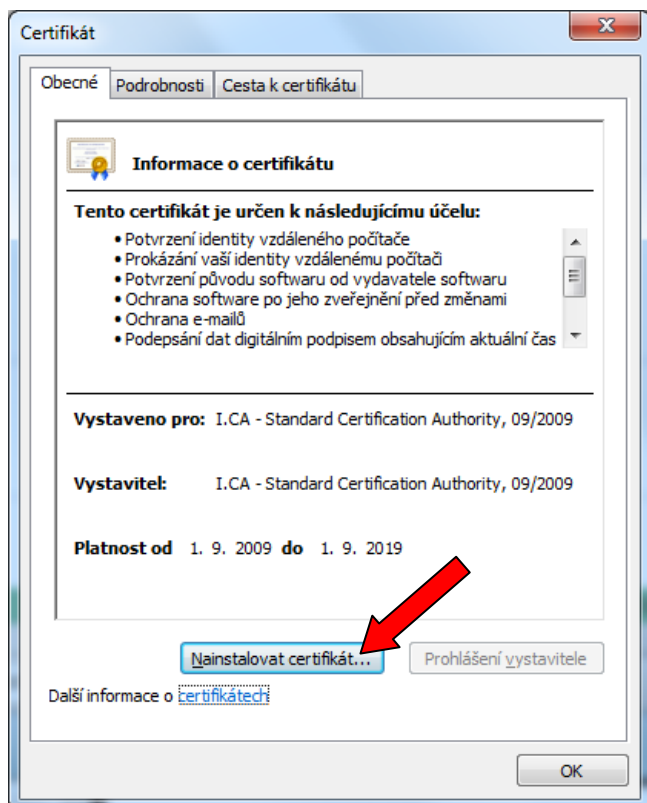 Certifikát
Obecné Podrobnosti Cesta k certifikátu
Informace o certifikátu
Tento certifikát je určen k následujícímu účelu:
• Potvrzení identity vzdáleného počítače
• Prokázání vaší identity vzdálenému počítači
• Potvrzení původu softwaru od vydavatele softwaru
• Ochrana software po jeho zveřejnění před změnami
• Ochrana e-mailů
• Podepsání dat digitálním podpisem obsahujícím aktuální čas
Vystaveno pro: I.CA - Standard Certification Authority, 09/2009
Vystavitel: I.CA - Standard Certification Authority, 09/2009
Platnost od 1. 9. 2009 do 1. 9. 2019
Nainstalovat certifikát... Prohlášení vystavitele
Další informace o certifikátech
OK